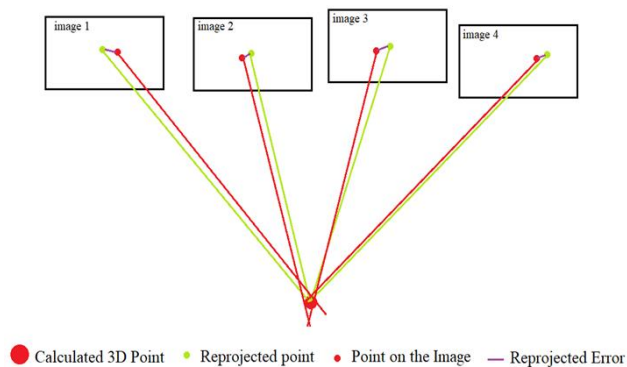 image 1
image 2
image 3
image 4
Calculated 3D Point
Reprojected point
Point on the Image
Reprojected Error